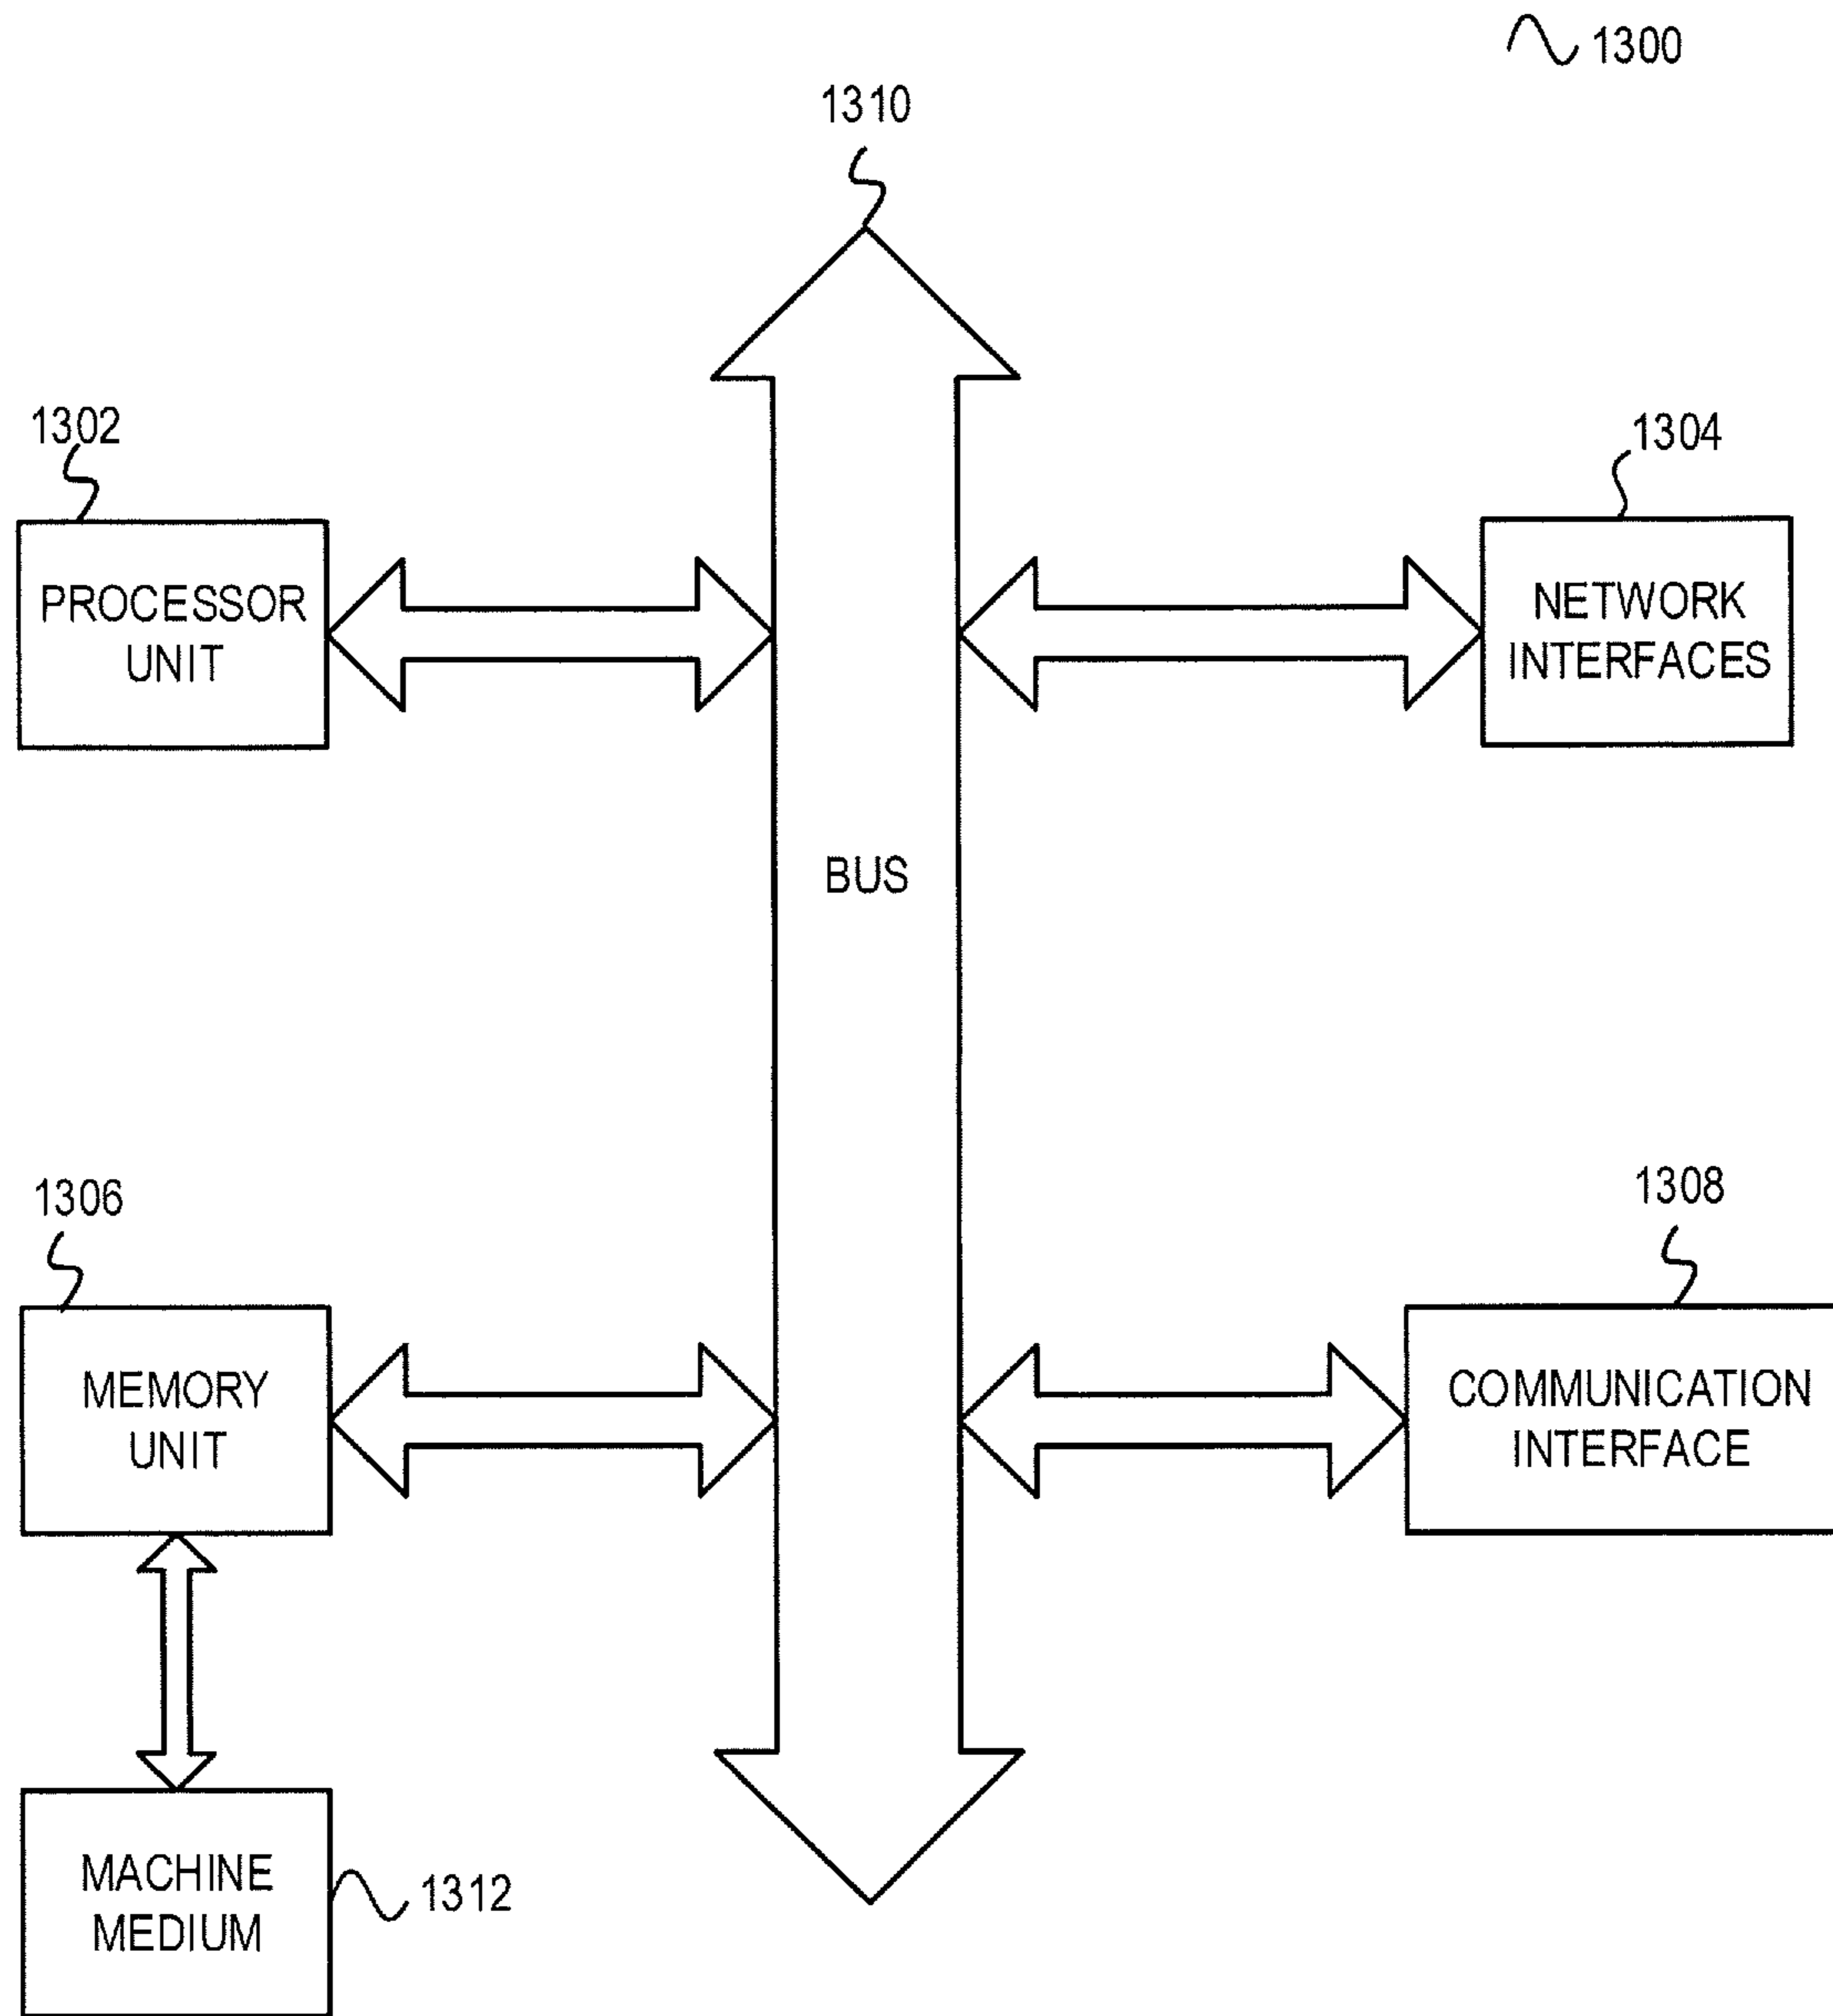 1300
1310
1302
1304
PROCESSOR
UNIT
NETWORK
INTERFACES
BUS
1306
1308
MEMORY
UNIT
COMMUNICATION
INTERFACE
MACHINE
MEDIUM
1312